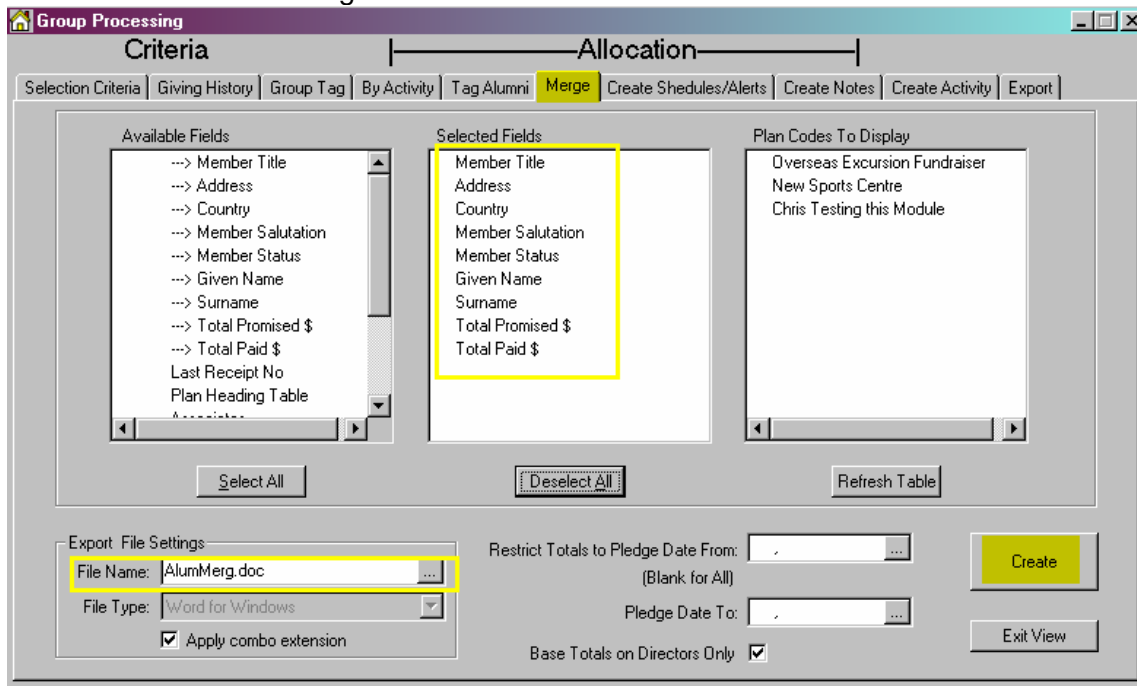 Group Processing
Criteria |————Allocation————|
Selection Criteria Giving History Group Tag By Activity Tag Alumni Merge Create Shedules/Alerts Create Notes Create Activity Export
Available Fields
---> Member Title
---> Address
---> Country
---> Member Salutation
---> Member Status
---> Given Name
---> Surname
---> Total Promised $
---> Total Paid $
Last Receipt No
Plan Heading Table
Select All
Selected Fields
Member Title
Address
Country
Member Salutation
Member Status
Given Name
Surname
Total Promised $
Total Paid $
Deselect All
Plan Codes To Display
Overseas Excursion Fundraiser
New Sports Centre
Chris Testing this Module
Refresh Table
Export File Settings
File Name: AlumMerg.doc ...
File Type: Word for Windows
Apply combo extension
Restrict Totals to Pledge Date From: , ...
(Blank for All)
Pledge Date To: , ...
Base Totals on Directors Only
Create
Exit View